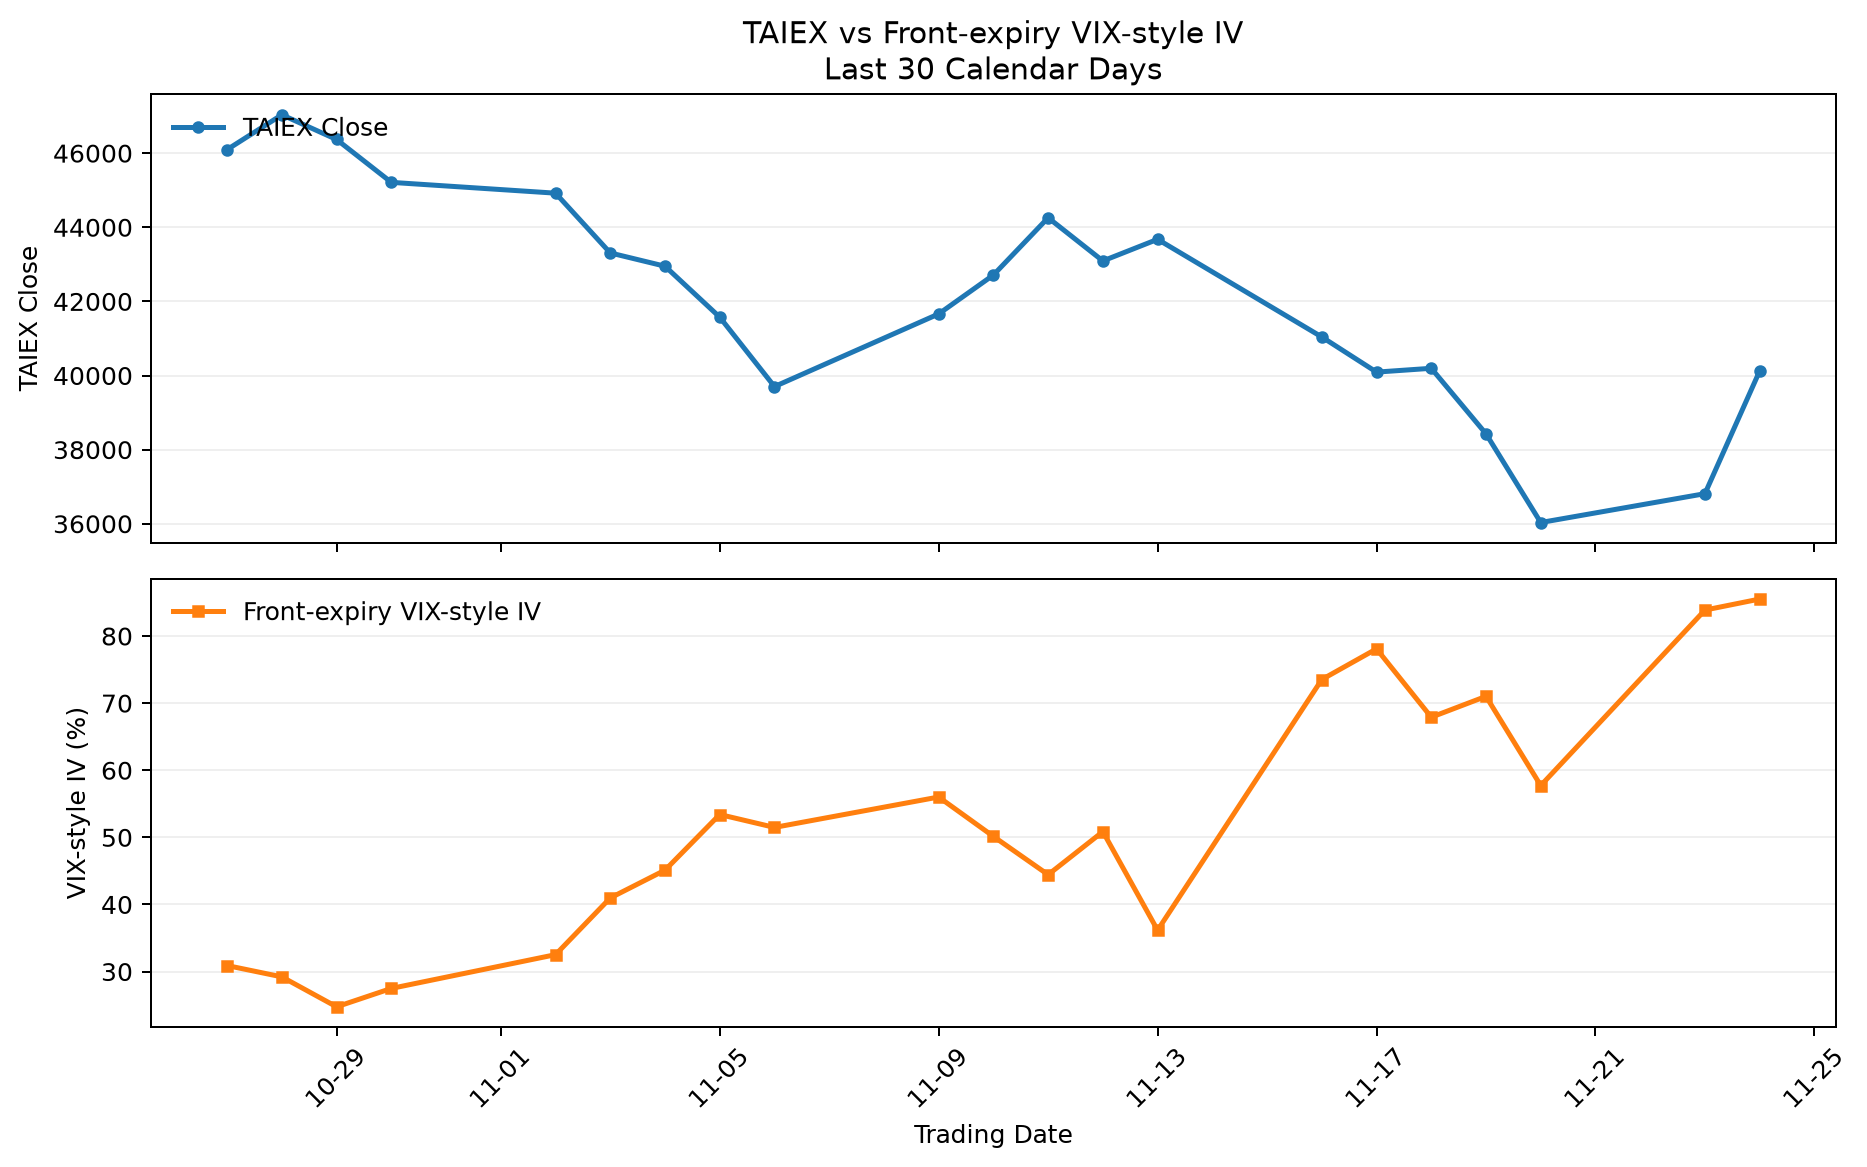 TAIEX vs Front-expiry VIX-style IV
Last 30 Calendar Days
TAIEX Close
TAIEX Close
46000
44000
42000
40000
38000
36000
Front-expiry VIX-style IV
VIX-style IV (%)
80
70
60
50
40
30
10-29
11-01
11-05
11-09
11-13
11-17
11-21
11-25
Trading Date